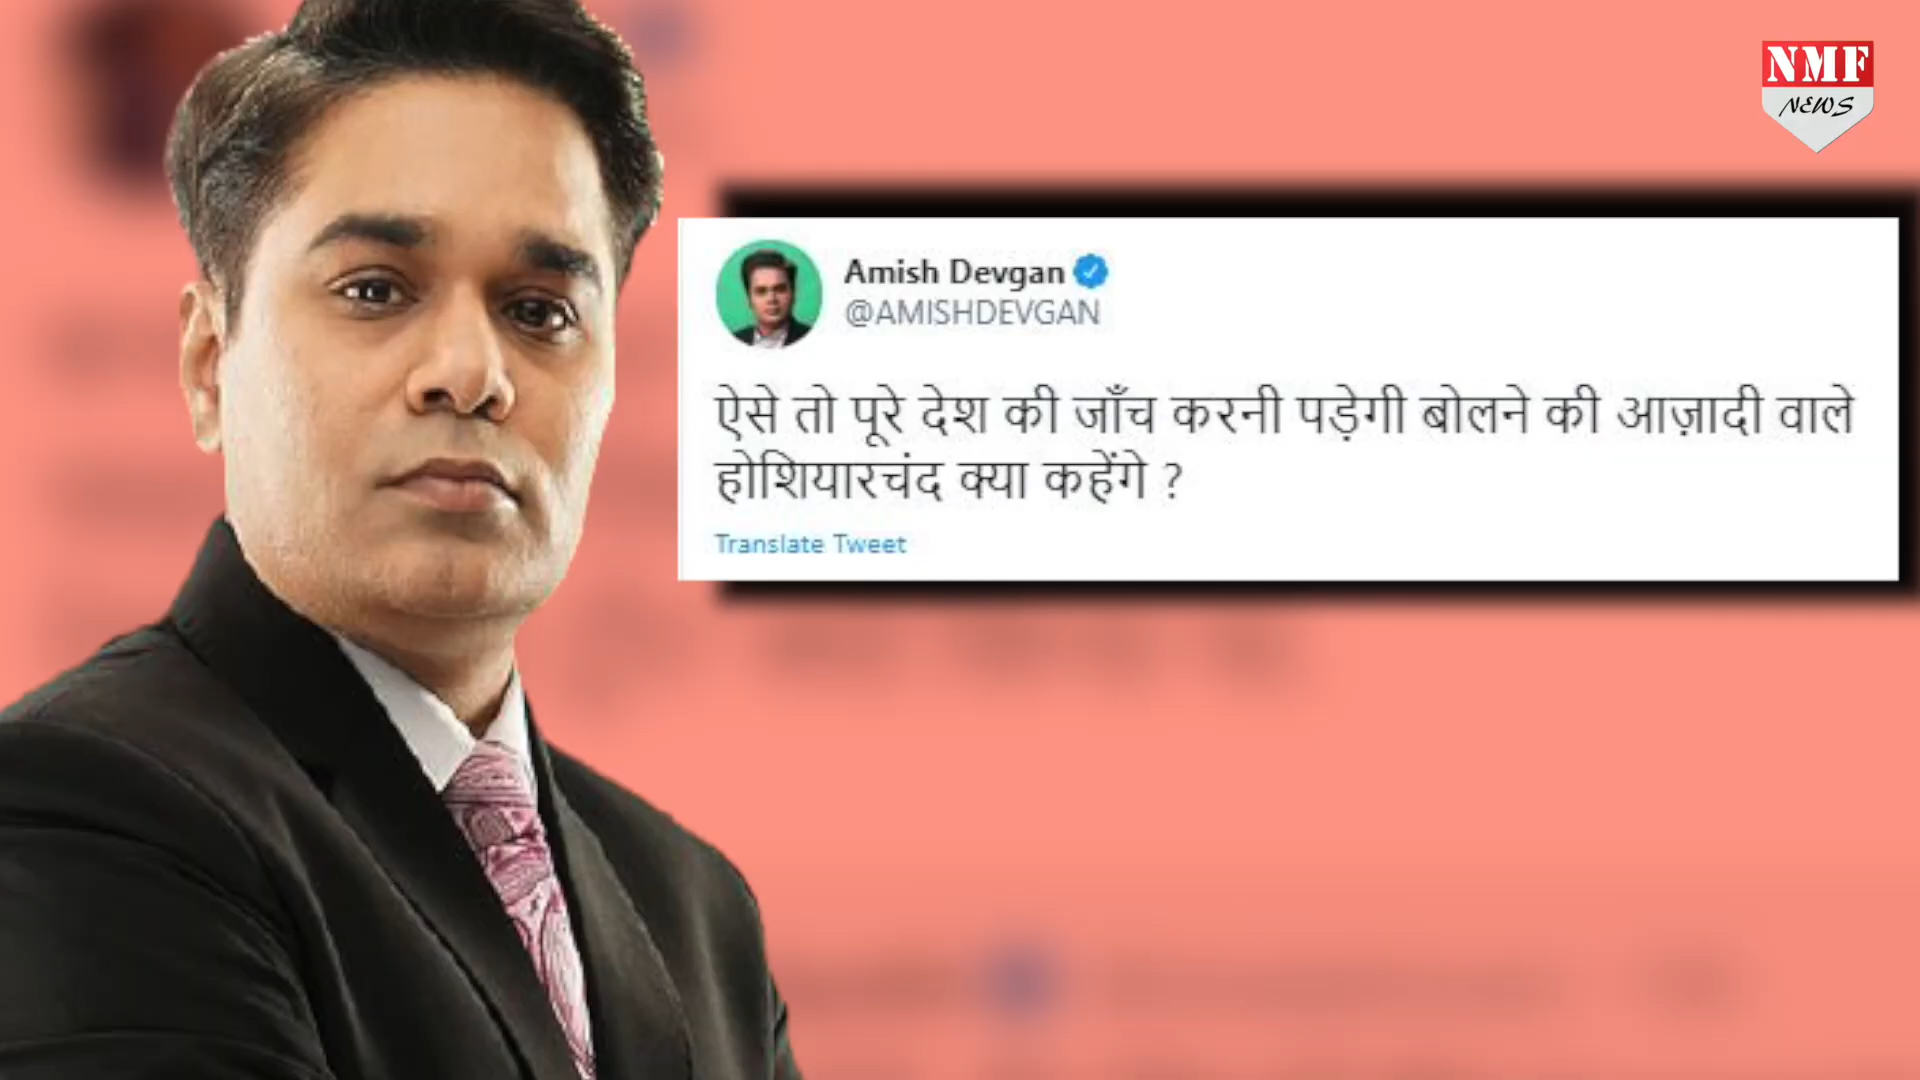 NMF
NEWS
Amish Devgan
@AMISHDEVGAN
ऐसे तो पूरे देश की जाँच करनी पड़ेगी बोलने की आज़ादी वाले
होशियारचंद क्या कहेंगे ?
Translate Tweet